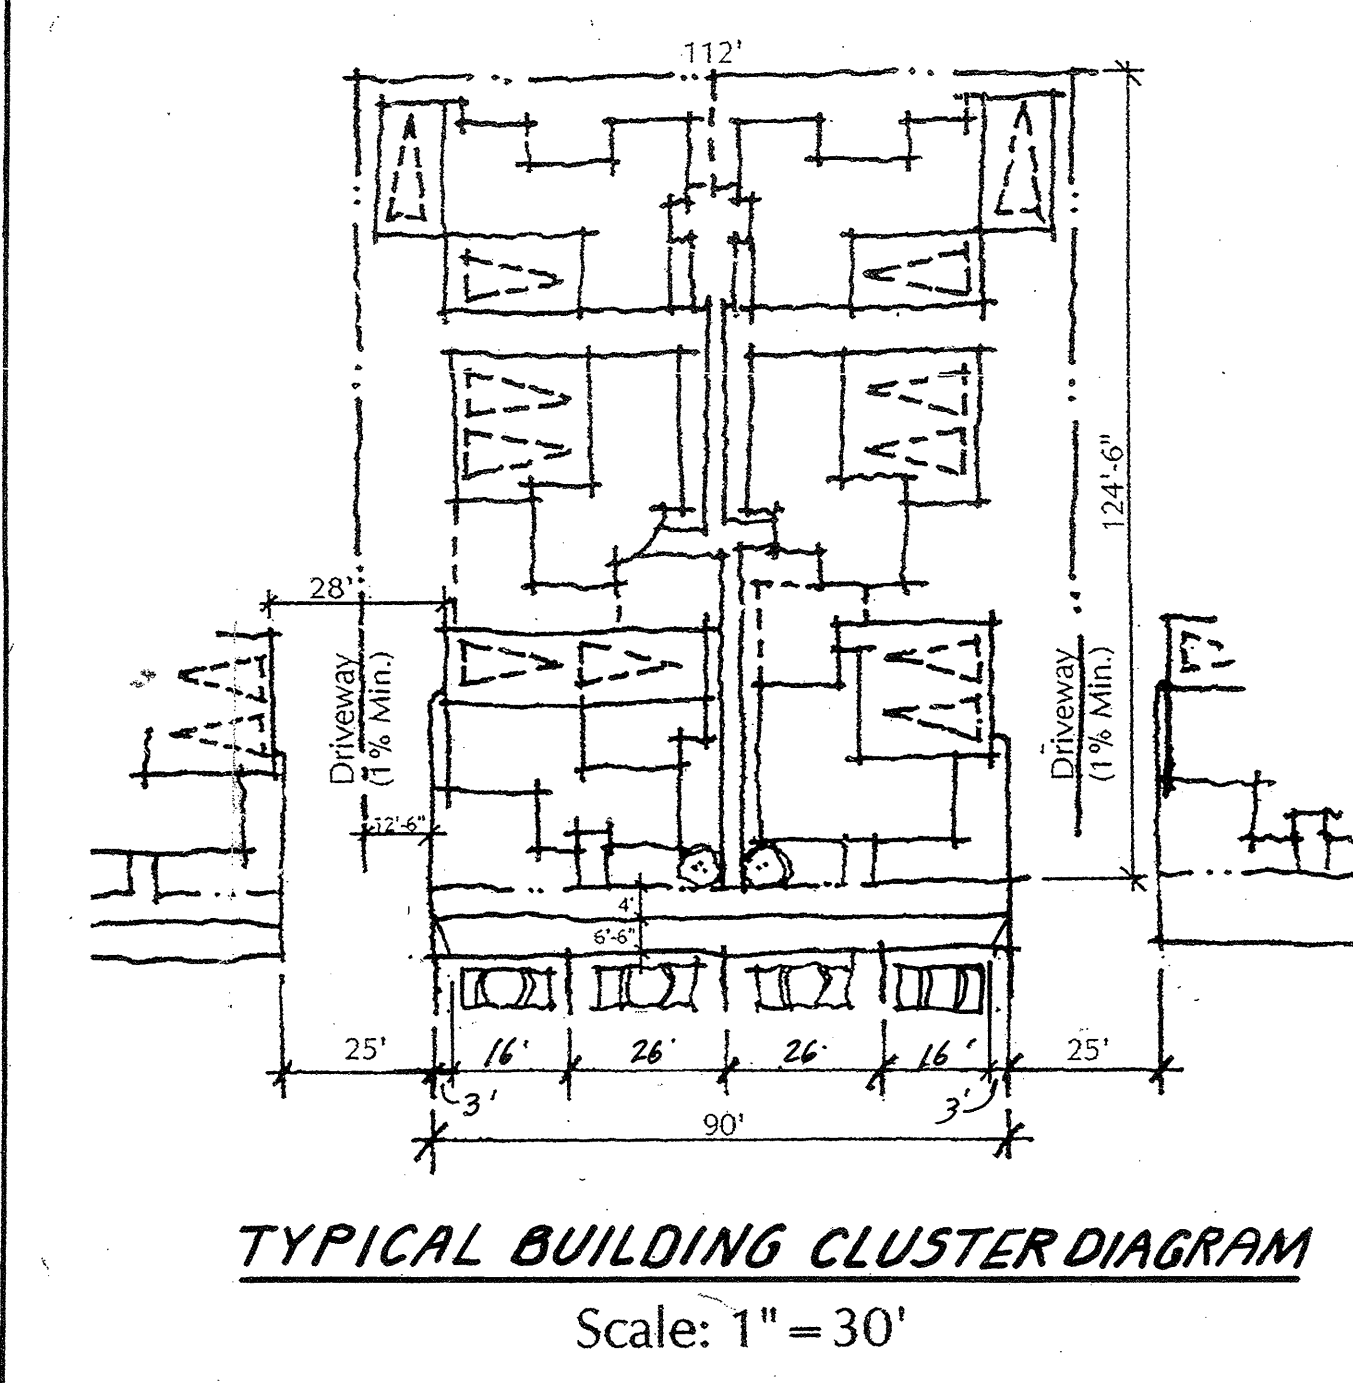 112'
124'-6"
28'
Driveway
(1% Min.)
Driveway
(1% Min.)
12'-6"
4'
6'-6"
25'
16'
26'
26'
16'
25'
3'
3'
90'
TYPICAL BUILDING CLUSTER DIAGRAM
Scale: 1" = 30'